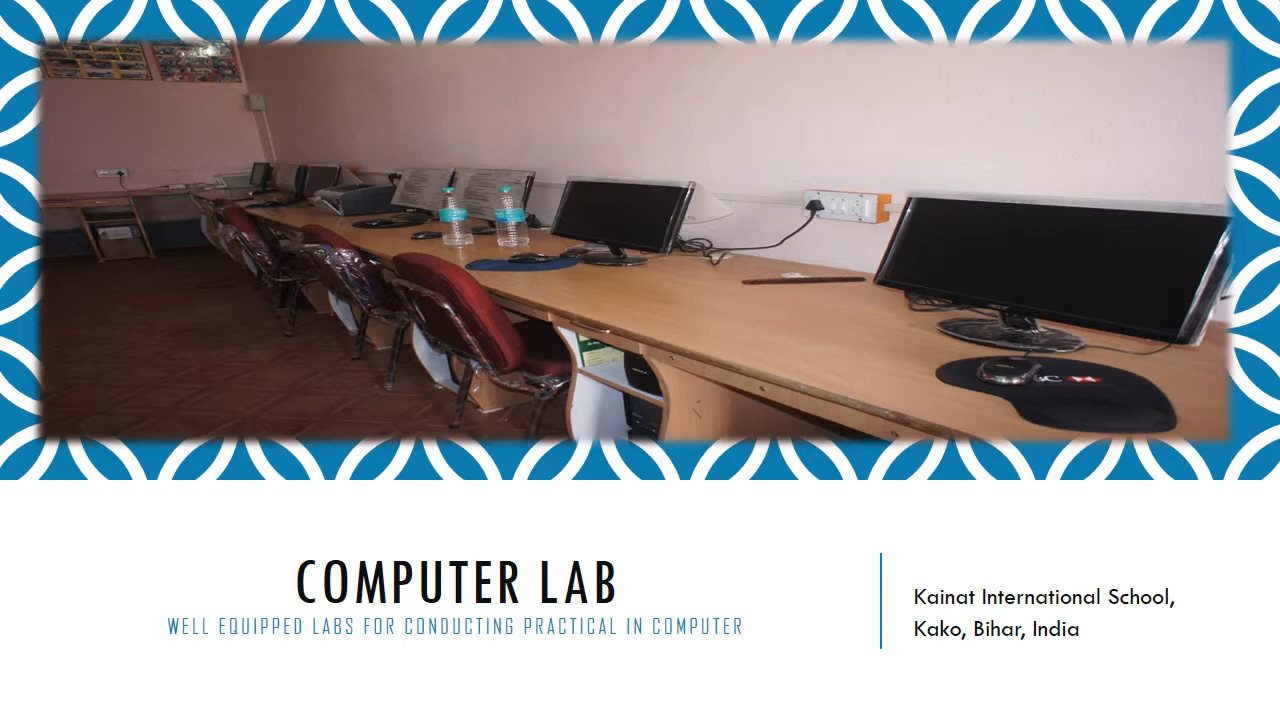 COMPUTER LAB
WELL EQUIPPED LABS FOR CONDUCTING PRACTICAL IN COMPUTER
Kainat International School,
Kako, Bihar, India